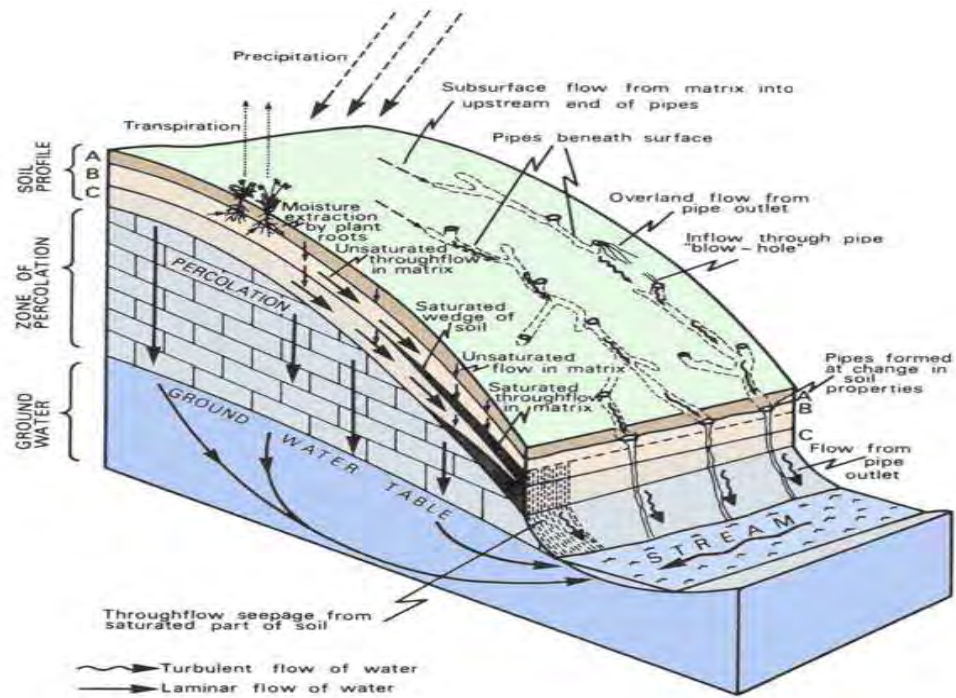 Precipitation
Subsurface flow from matrix into
upstream end of pipes
Transpiration
Pipes beneath surface
SOIL
PROFILE
A
B
C
Overland flow from
pipe outlet
Moisture
extraction
by plant
roots
Inflow through pipe
"blow-hole"
Unsaturated
throughflow
in matrix
ZONE OF
PERCOLATION
PERCOLATION
Saturated
wedge of
soil
Unsaturated
flow in matrix
Saturated
throughflow
in matrix
Pipes formed
at change in
soil
properties
A
B
C
GROUND
WATER
GROUND WATER TABLE
Flow from
pipe
outlet
STREAM
Throughflow seepage from
saturated part of soil
Turbulent flow of water
Laminar flow of water